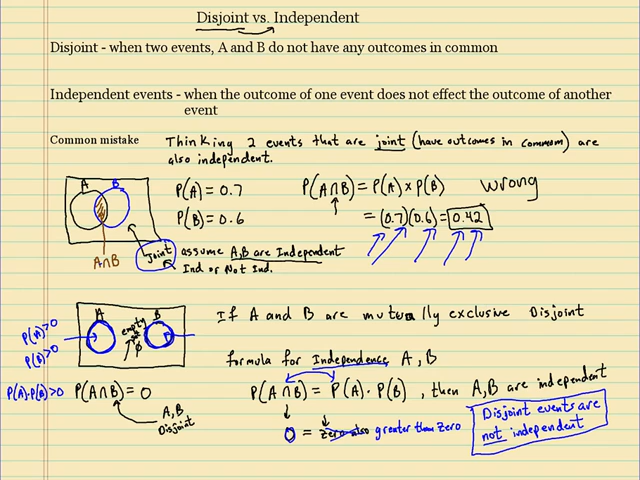 Disjoint vs. Independent
Disjoint - when two events, A and B do not have any outcomes in common
Independent events - when the outcome of one event does not effect the outcome of another
event
Common mistake Thinking 2 events that are joint (have outcomes in common) are
also independent.
A B
P(A) = 0.7
P(B) = 0.6
P(A∩B) = P(A) × P(B) wrong
= (0.7)(0.6) = 0.42
A∩B
Joint
assume A,B are Independent
Ind or Not Ind.
A B
empty
set
∅
P(A)>0
P(B)>0
P(A)·P(B)>0
If A and B are mutually exclusive Disjoint
formula for Independence A, B
P(A∩B) = 0
A,B
Disjoint
P(A∩B) = P(A) · P(B) , then A,B are independent
0 = zero also greater than zero
Disjoint events are
not independent